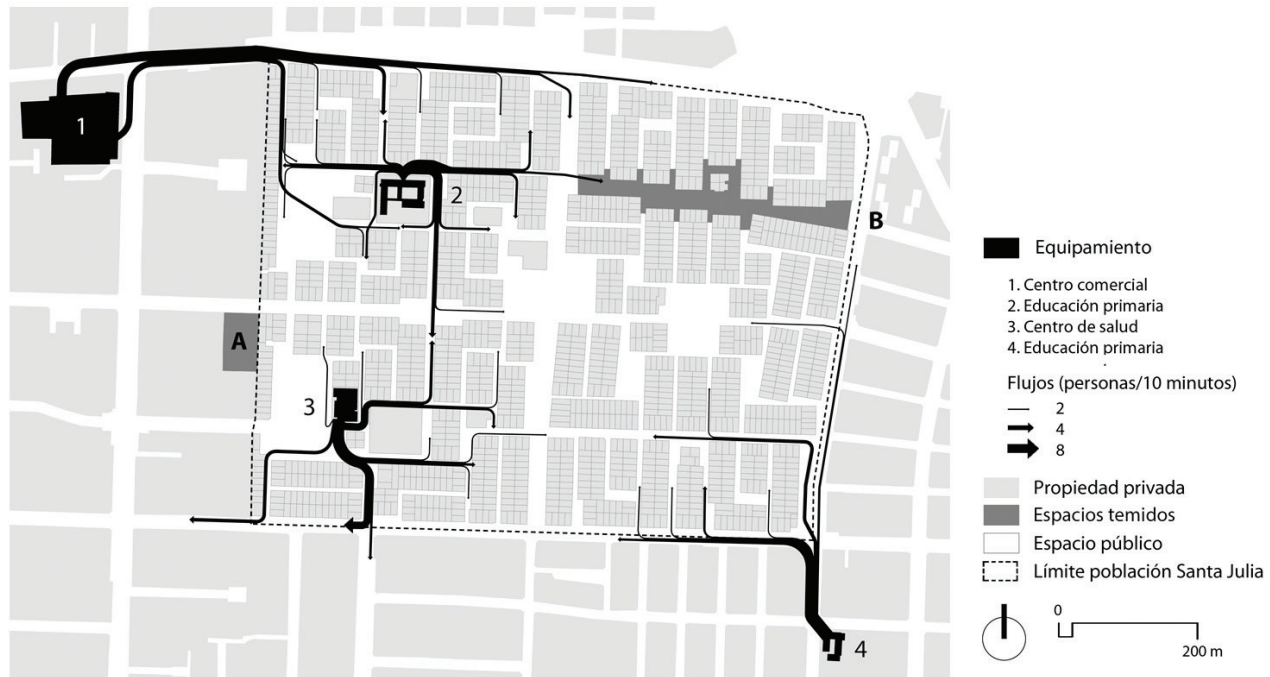 1
2
B
A
3
4
Equipamiento
1. Centro comercial
2. Educación primaria
3. Centro de salud
4. Educación primaria
Flujos (personas/10 minutos)
2
4
8
Propiedad privada
Espacios temidos
Espacio público
Límite población Santa Julia
0
200 m